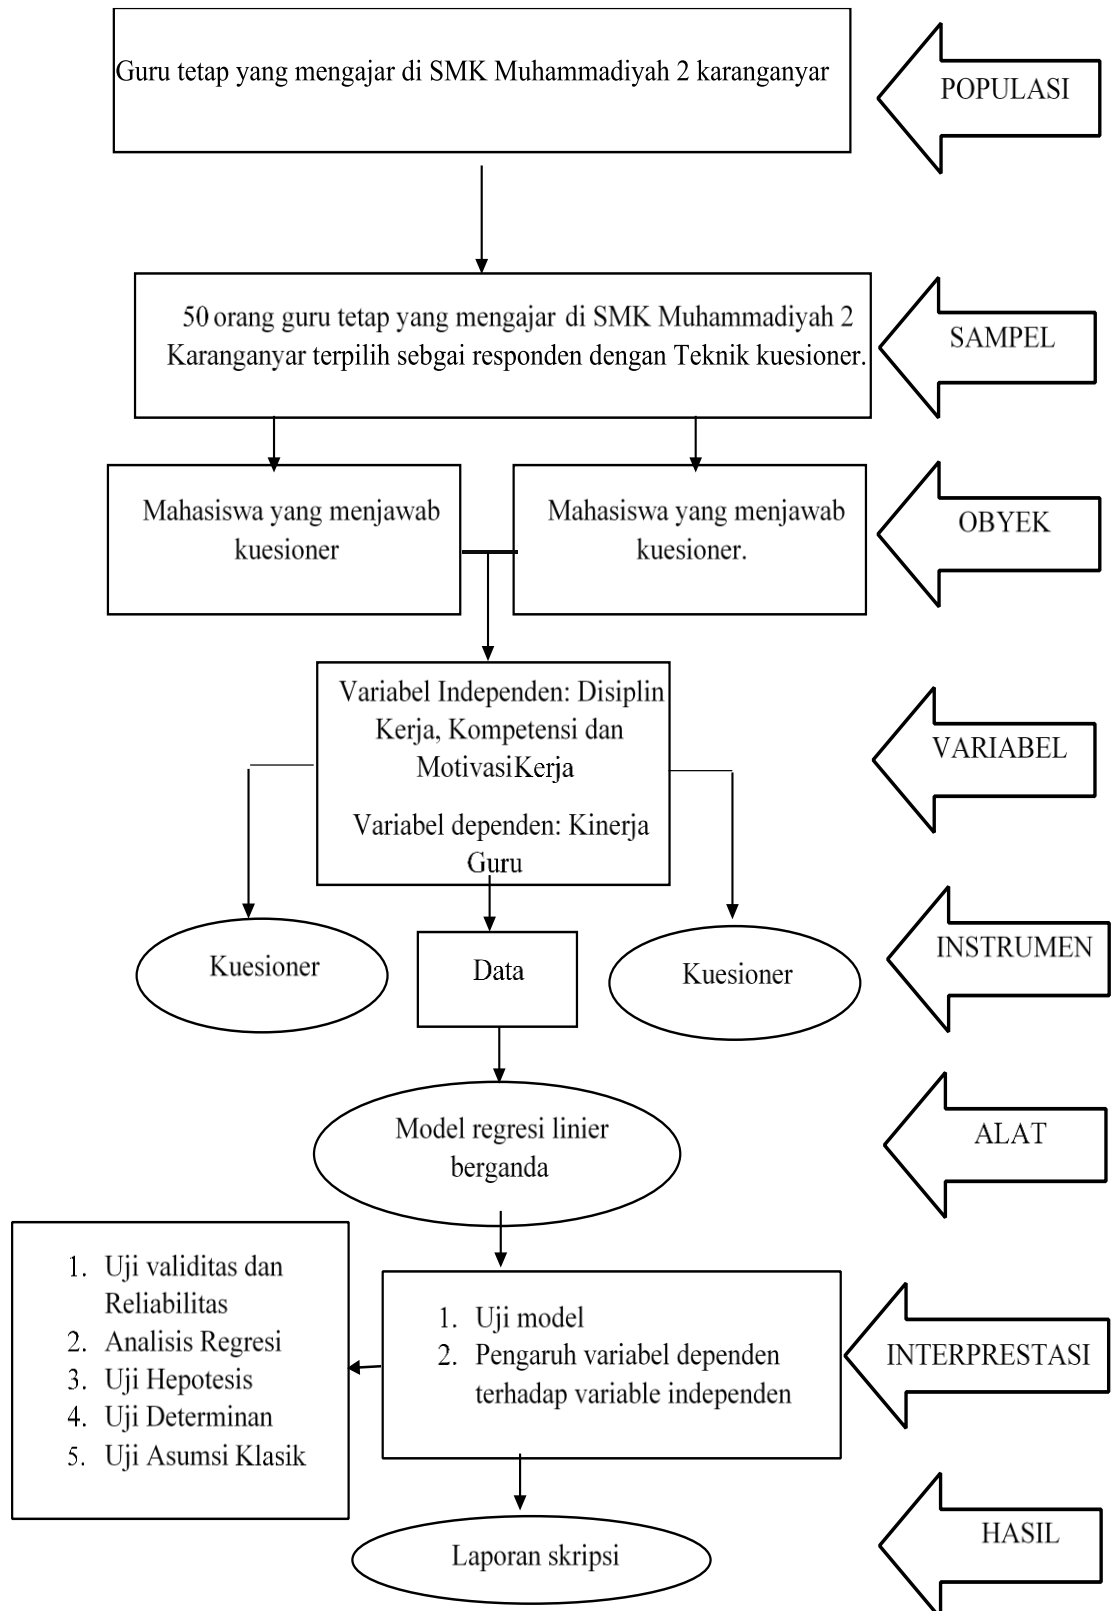 Guru tetap yang mengajar di SMK Muhammadiyah 2 karanganyar
POPULASI
50 orang guru tetap yang mengajar di SMK Muhammadiyah 2
Karanganyar terpilih sebgai responden dengan Teknik kuesioner.
SAMPEL
Mahasiswa yang menjawab
kuesioner
Mahasiswa yang menjawab
kuesioner.
OBYEK
Variabel Independen: Disiplin
Kerja, Kompetensi dan
MotivasiKerja
Variabel dependen: Kinerja
Guru
VARIABEL
Kuesioner
Data
Kuesioner
INSTRUMEN
Model regresi linier
berganda
ALAT
1. Uji validitas dan
Reliabilitas
2. Analisis Regresi
3. Uji Hepotesis
4. Uji Determinan
5. Uji Asumsi Klasik
1. Uji model
2. Pengaruh variabel dependen
terhadap variable independen
INTERPRESTASI
Laporan skripsi
HASIL